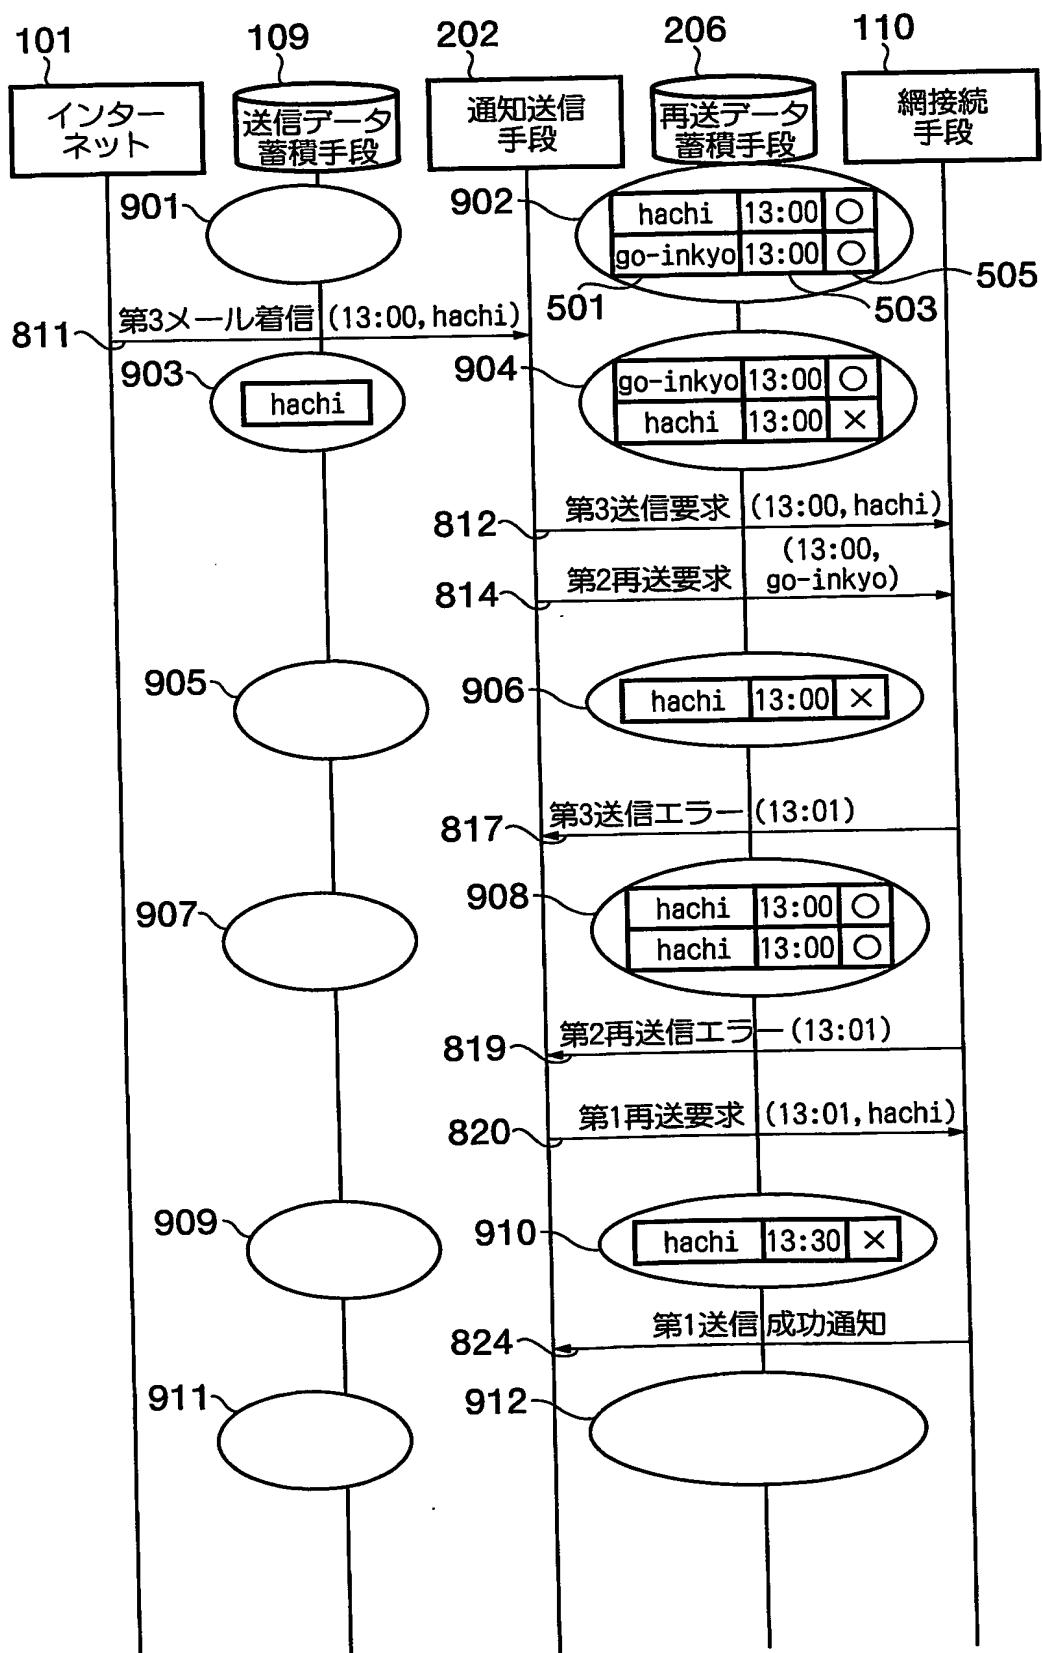 101
109
202
206
110
インター
ネット
送信データ
蓄積手段
通知送信
手段
再送データ
蓄積手段
網接続
手段
901
902
hachi 13:00 ○
go-inkyo 13:00 ○
501
503
505
811
第3メール着信 (13:00,hachi)
903
hachi
904
go-inkyo 13:00 ○
hachi 13:00 ×
812
第3送信要求 (13:00,hachi)
814
第2再送要求
(13:00,
go-inkyo)
905
906
hachi 13:00 ×
817
第3送信エラー (13:01)
907
908
hachi 13:00 ○
hachi 13:00 ○
819
第2再送信エラー (13:01)
820
第1再送要求 (13:01,hachi)
909
910
hachi 13:30 ×
824
第1送信成功通知
911
912